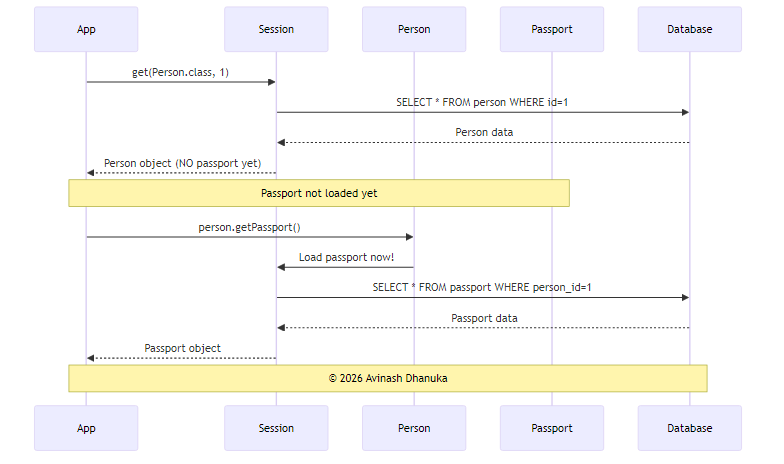 App
Session
Person
Passport
Database
get(Person.class, 1)
SELECT * FROM person WHERE id=1
Person data
Person object (NO passport yet)
Passport not loaded yet
person.getPassport()
Load passport now!
SELECT * FROM passport WHERE person_id=1
Passport data
Passport object
© 2026 Avinash Dhanuka
App
Session
Person
Passport
Database